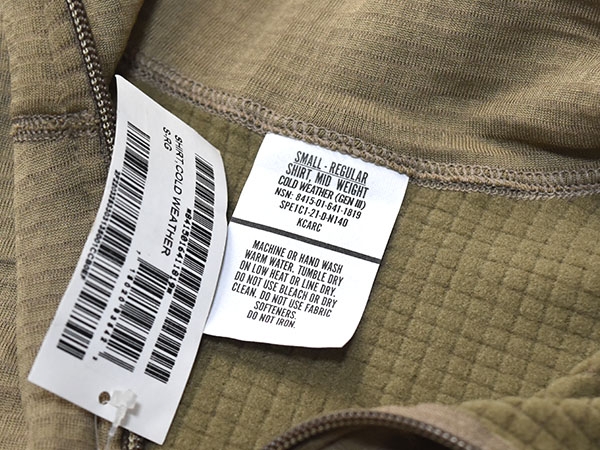 SMALL - REGULAR
SHIRT, MID WEIGHT
COLD WEATHER (GEN III)
NSN: 8415-01-641-1819
SPE1C1-21-D-N140
KCARC
MACHINE OR HAND WASH
WARM WATER. TUMBLE DRY
ON LOW HEAT OR LINE DRY.
DO NOT USE BLEACH OR DRY
CLEAN. DO NOT USE FABRIC
SOFTENERS.
DO NOT IRON.
SHIRT, COLD WEATHER
S-RG